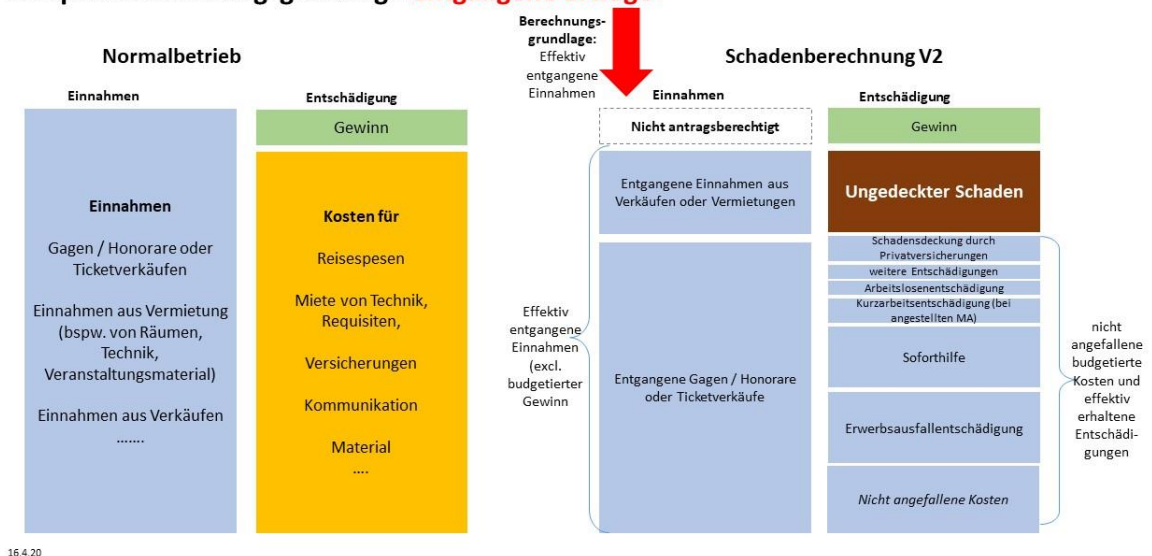 Berechnungs-
grundlage:
Effektiv
entgangene
Einnahmen
Normalbetrieb
Einnahmen
Entschädigung
Einnahmen
Gagen / Honorare oder
Ticketverkäufen
Einnahmen aus Vermietung
(bspw. von Räumen,
Technik,
Veranstaltungsmaterial)
Einnahmen aus Verkäufen
.......
Gewinn
Kosten für
Reisespesen
Miete von Technik,
Requisiten,
Versicherungen
Kommunikation
Material
....
Schadenberechnung V2
Einnahmen
Entschädigung
Nicht antragsberechtigt
Entgangene Einnahmen aus
Verkäufen oder Vermietungen
Entgangene Gagen / Honorare
oder Ticketverkäufe
Effektiv
entgangene
Einnahmen
(excl.
budgetierter
Gewinn
Gewinn
Ungedeckter Schaden
Schadensdeckung durch
Privatversicherungen
weitere Entschädigungen
Arbeitslosenentschädigung
Kurzarbeitsentschädigung (bei
angestellten MA)
Soforthilfe
Erwerbsausfallentschädigung
Nicht angefallene Kosten
nicht
angefallene
budgetierte
Kosten und
effektiv
erhaltene
Entschädi-
gungen
16.4.20